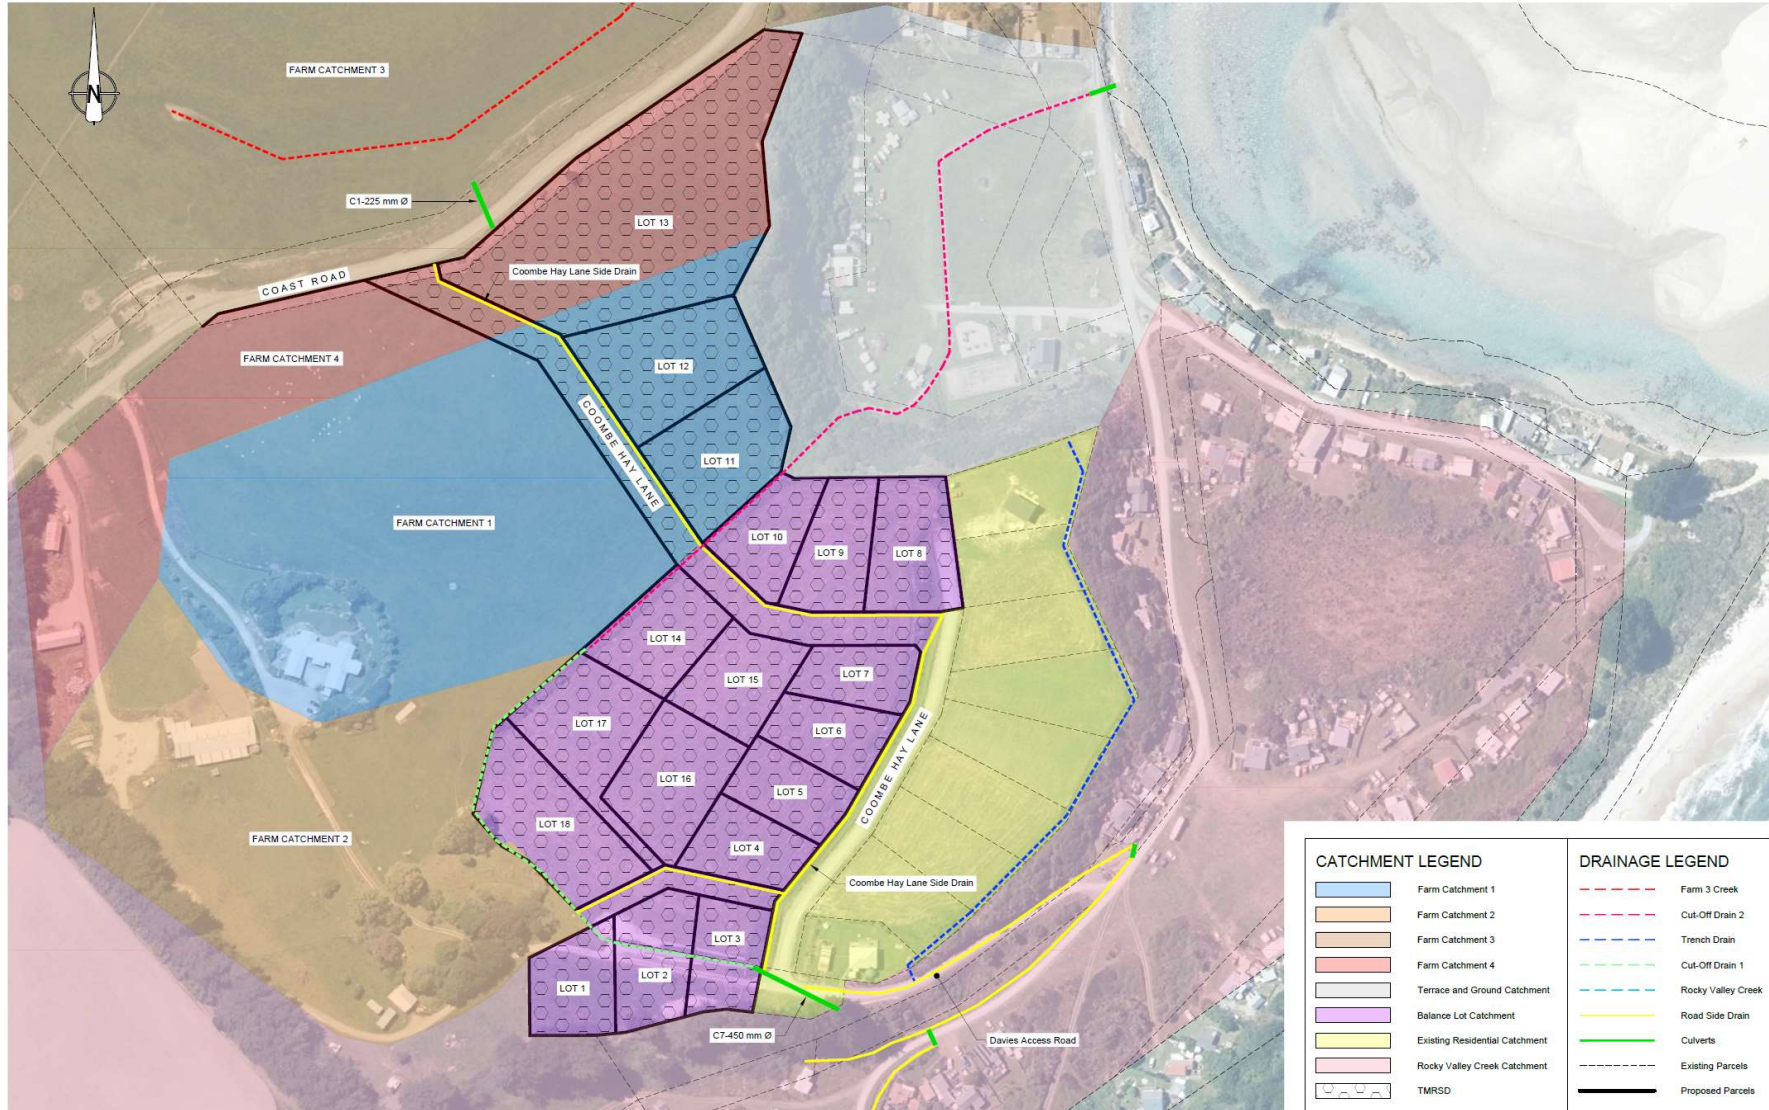 FARM CATCHMENT 3
N
C1-225 mm Ø
LOT 13
COAST ROAD
Coombe Hay Lane Side Drain
FARM CATCHMENT 4
LOT 12
COOMBE HAY LANE
LOT 11
FARM CATCHMENT 1
LOT 10
LOT 9
LOT 8
LOT 14
LOT 15
LOT 7
LOT 17
LOT 6
COOMBE HAY LANE
LOT 16
LOT 5
LOT 18
FARM CATCHMENT 2
LOT 4
Coombe Hay Lane Side Drain
LOT 3
LOT 2
LOT 1
C7-450 mm Ø
Davies Access Road
CATCHMENT LEGEND
Farm Catchment 1
Farm Catchment 2
Farm Catchment 3
Farm Catchment 4
Terrace and Ground Catchment
Balance Lot Catchment
Existing Residential Catchment
Rocky Valley Creek Catchment
TMRSD
DRAINAGE LEGEND
Farm 3 Creek
Cut-Off Drain 2
Trench Drain
Cut-Off Drain 1
Rocky Valley Creek
Road Side Drain
Culverts
Existing Parcels
Proposed Parcels